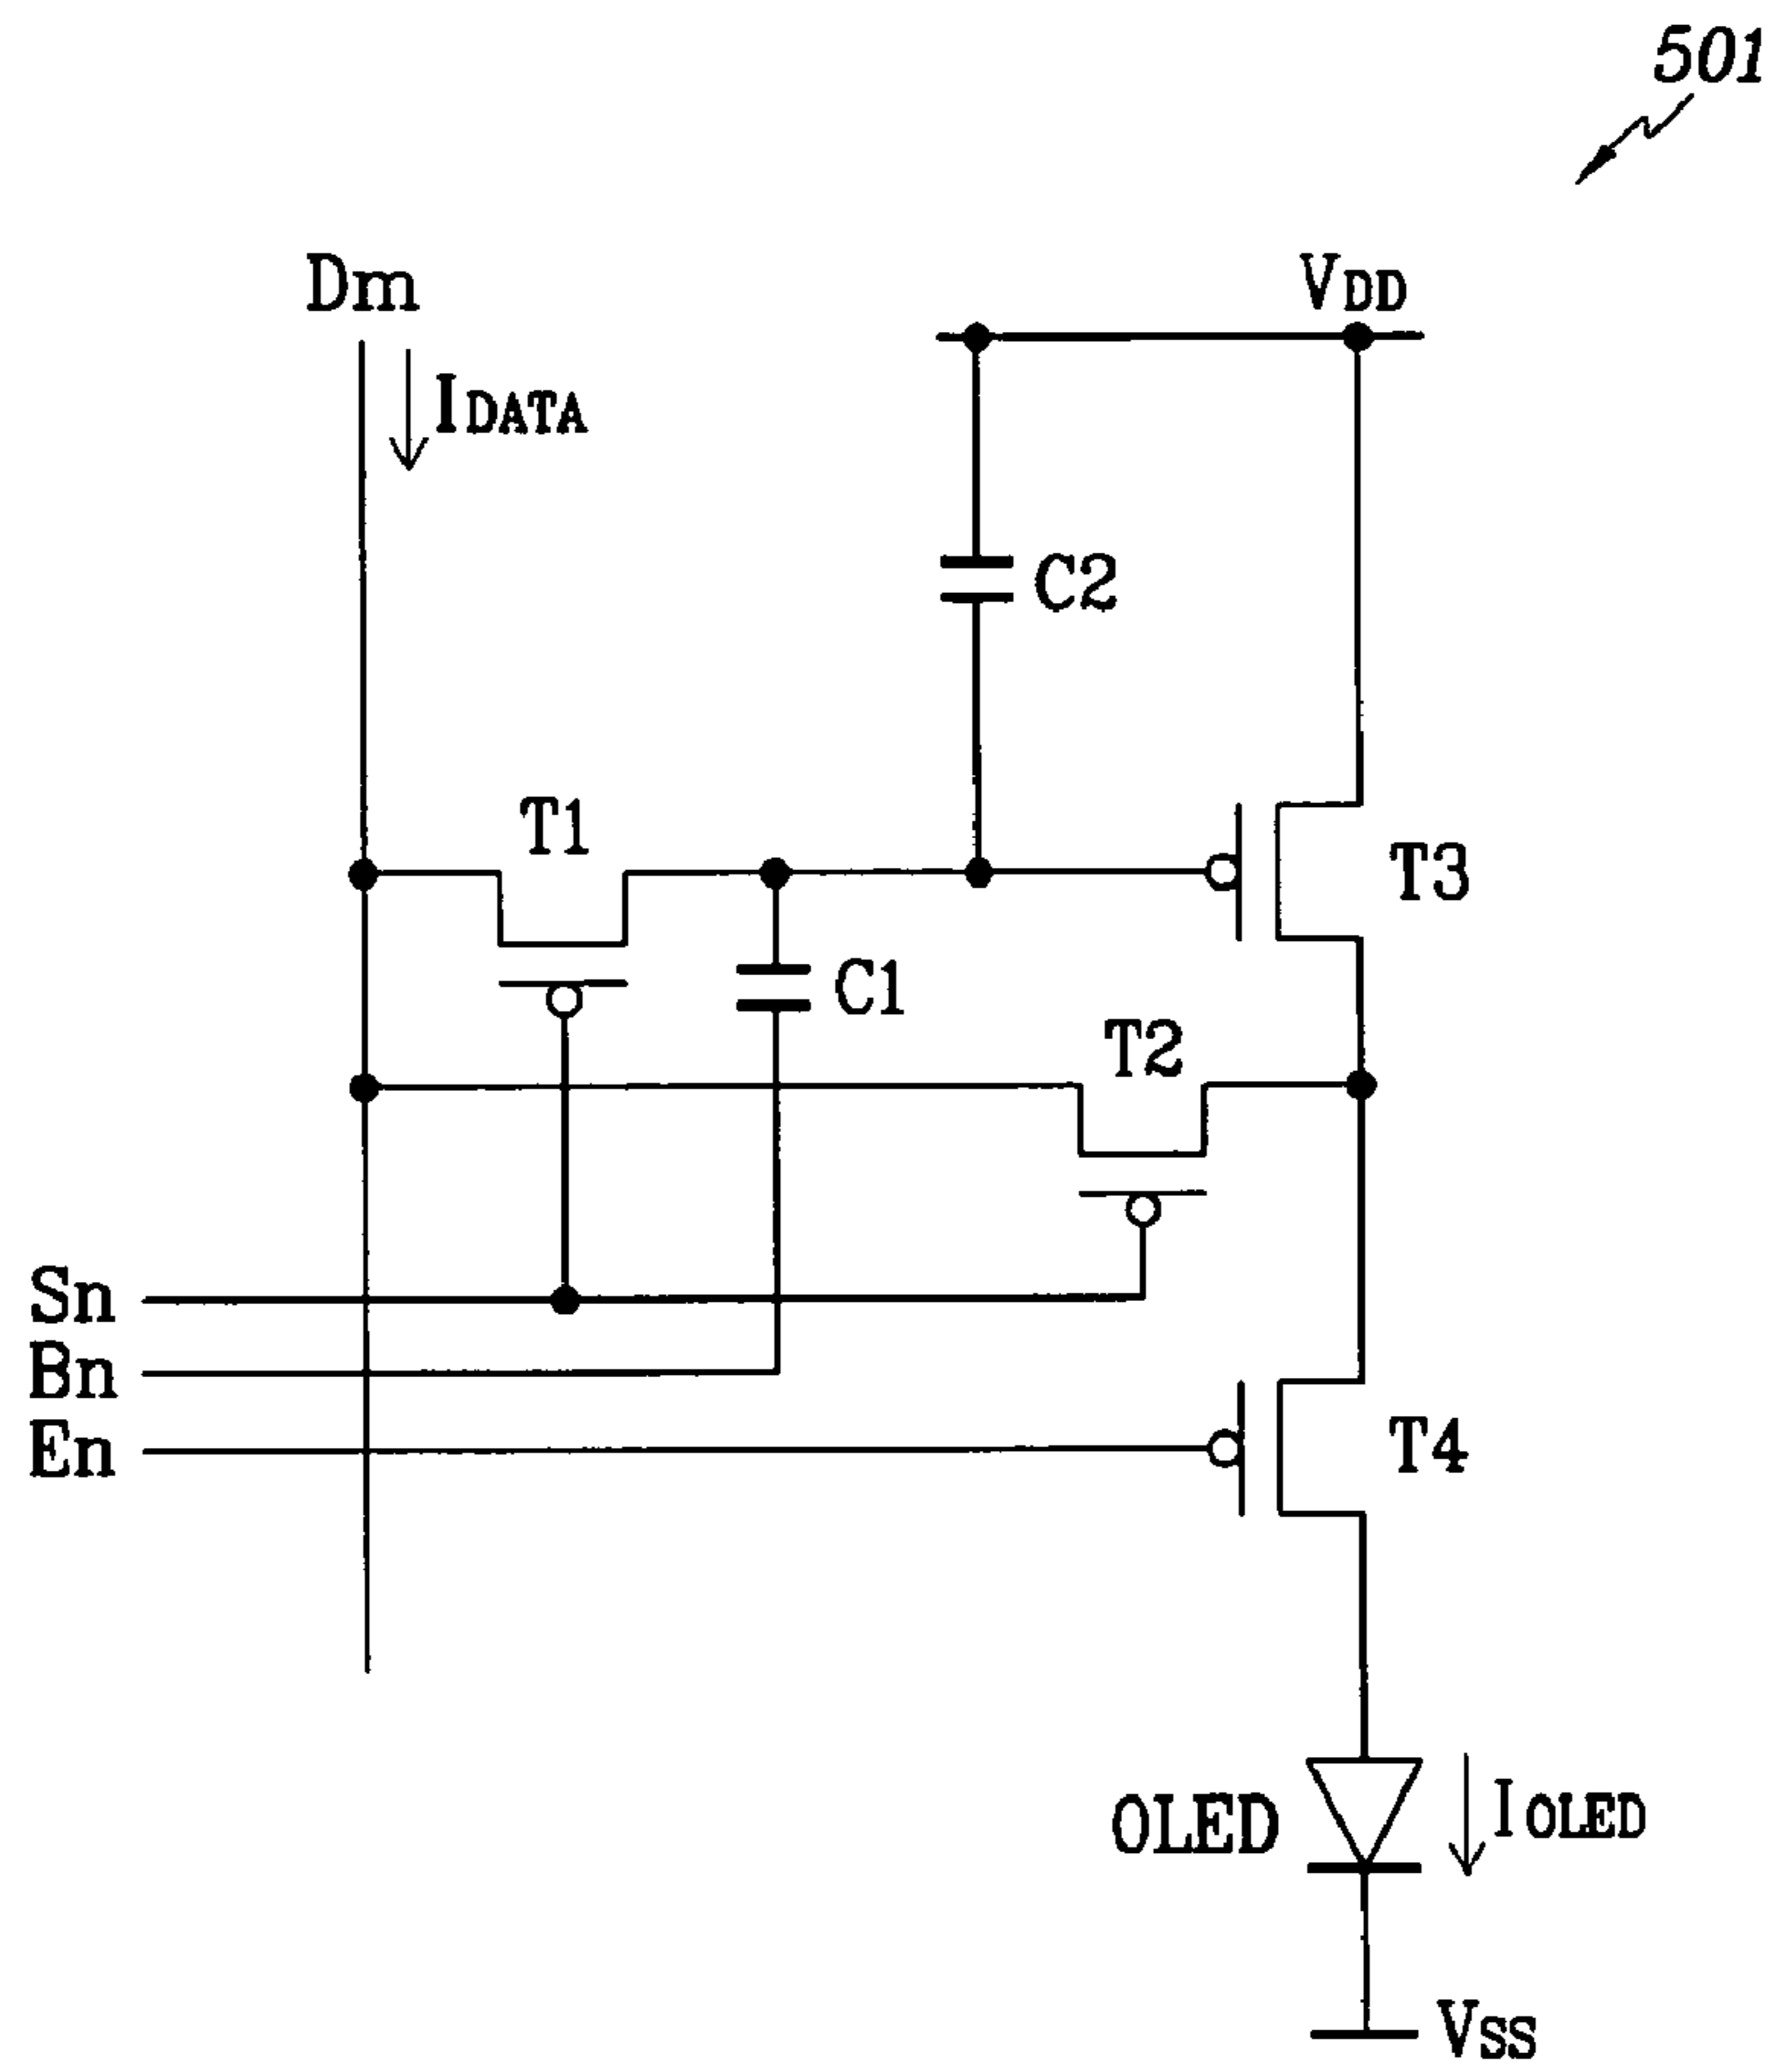 501
Dm
VDD
IDATA
C2
T1
T3
C1
T2
Sn
Bn
En
T4
OLED
IOLED
VSS